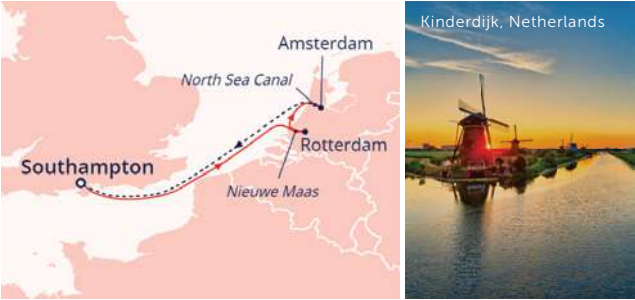 Amsterdam
North Sea Canal
Rotterdam
Southampton
Nieuwe Maas
Kinderdijk, Netherlands